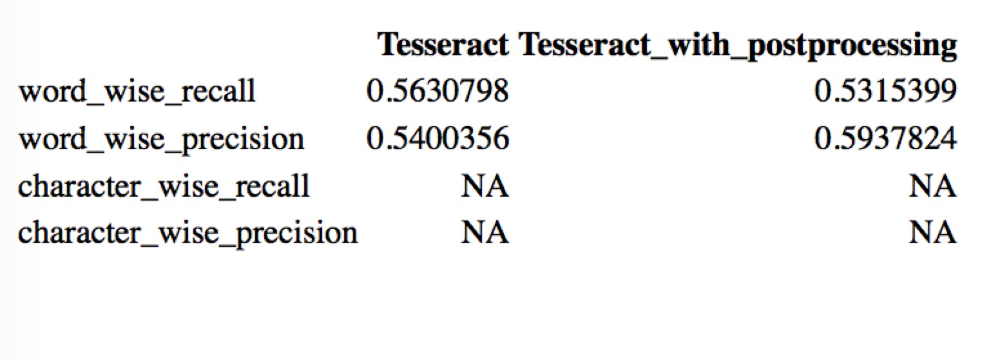 Tesseract Tesseract_with_postprocessing
word_wise_recall 0.5630798 0.5315399
word_wise_precision 0.5400356 0.5937824
character_wise_recall NA NA
character_wise_precision NA NA